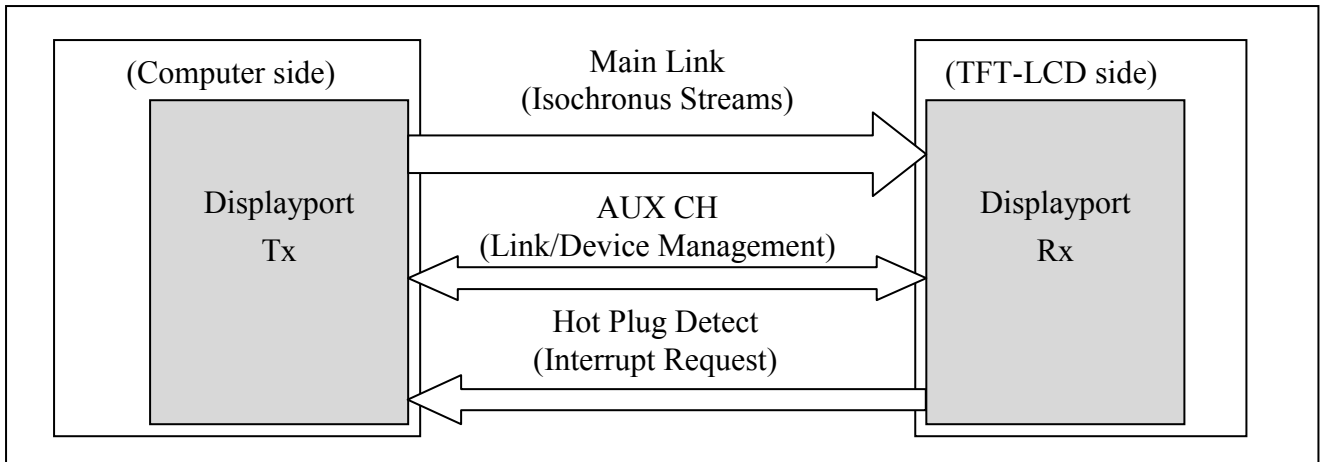 (Computer side)
Main Link
(Isochronus Streams)
(TFT-LCD side)
Displayport
Tx
AUX CH
(Link/Device Management)
Displayport
Rx
Hot Plug Detect
(Interrupt Request)